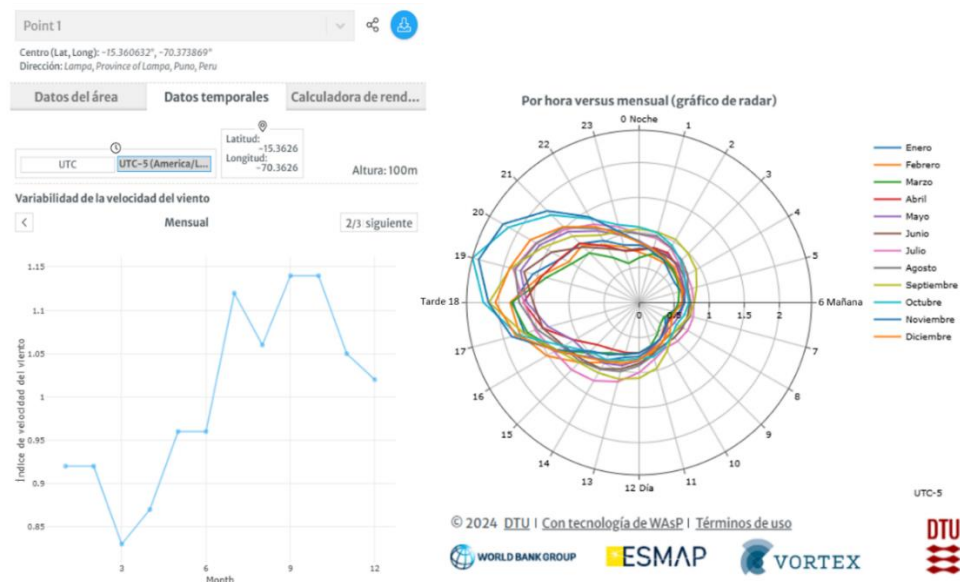 Point 1
Centro (Lat, Long): -15.360632°, -70.373869°
Dirección: Lampa, Province of Lampa, Puno, Peru
Datos del área
Datos temporales
Calculadora de rend...
UTC
UTC-5 (America/L...
Latitud:
-15.3626
Longitud:
-70.3626
Altura: 100m
Variabilidad de la velocidad del viento
Mensual
2/3 siguiente
Índice de velocidad del viento
1.15
1.1
1.05
1
0.95
0.9
0.85
3
6
9
12
Month
Por hora versus mensual (gráfico de radar)
0 Noche
1
2
3
4
5
6 Mañana
7
8
9
10
11
12 Día
13
14
15
16
17
Tarde 18
19
20
21
22
23
0
0.5
1
1.5
2
Enero
Febrero
Marzo
Abril
Mayo
Junio
Julio
Agosto
Septiembre
Octubre
Noviembre
Diciembre
UTC-5
© 2024 DTU | Con tecnología de WAsP | Términos de uso
WORLD BANK GROUP
ESMAP
VORTEX
DTU